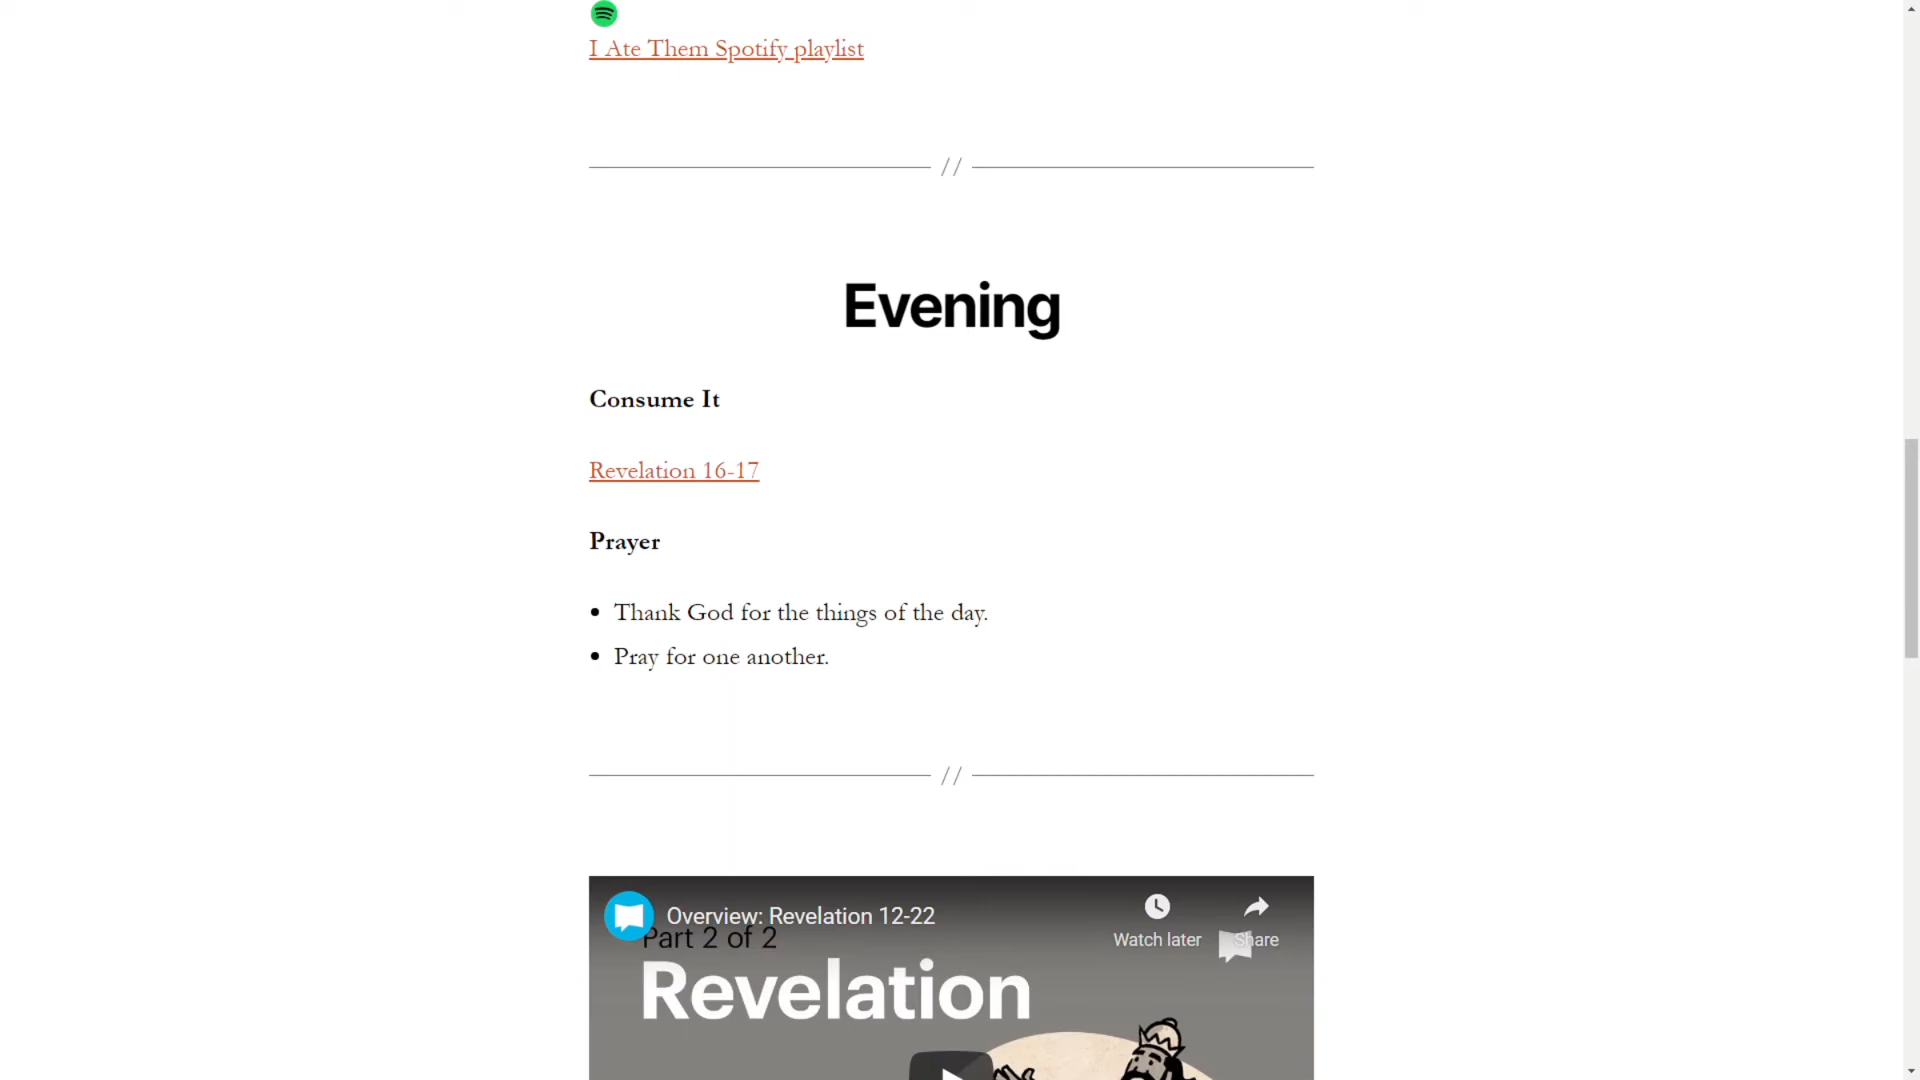 I Ate Them Spotify playlist
//
Evening
Consume It
Revelation 16-17
Prayer
• Thank God for the things of the day.
• Pray for one another.
//
Overview: Revelation 12-22
Watch later
Share
Part 2 of 2
Revelation